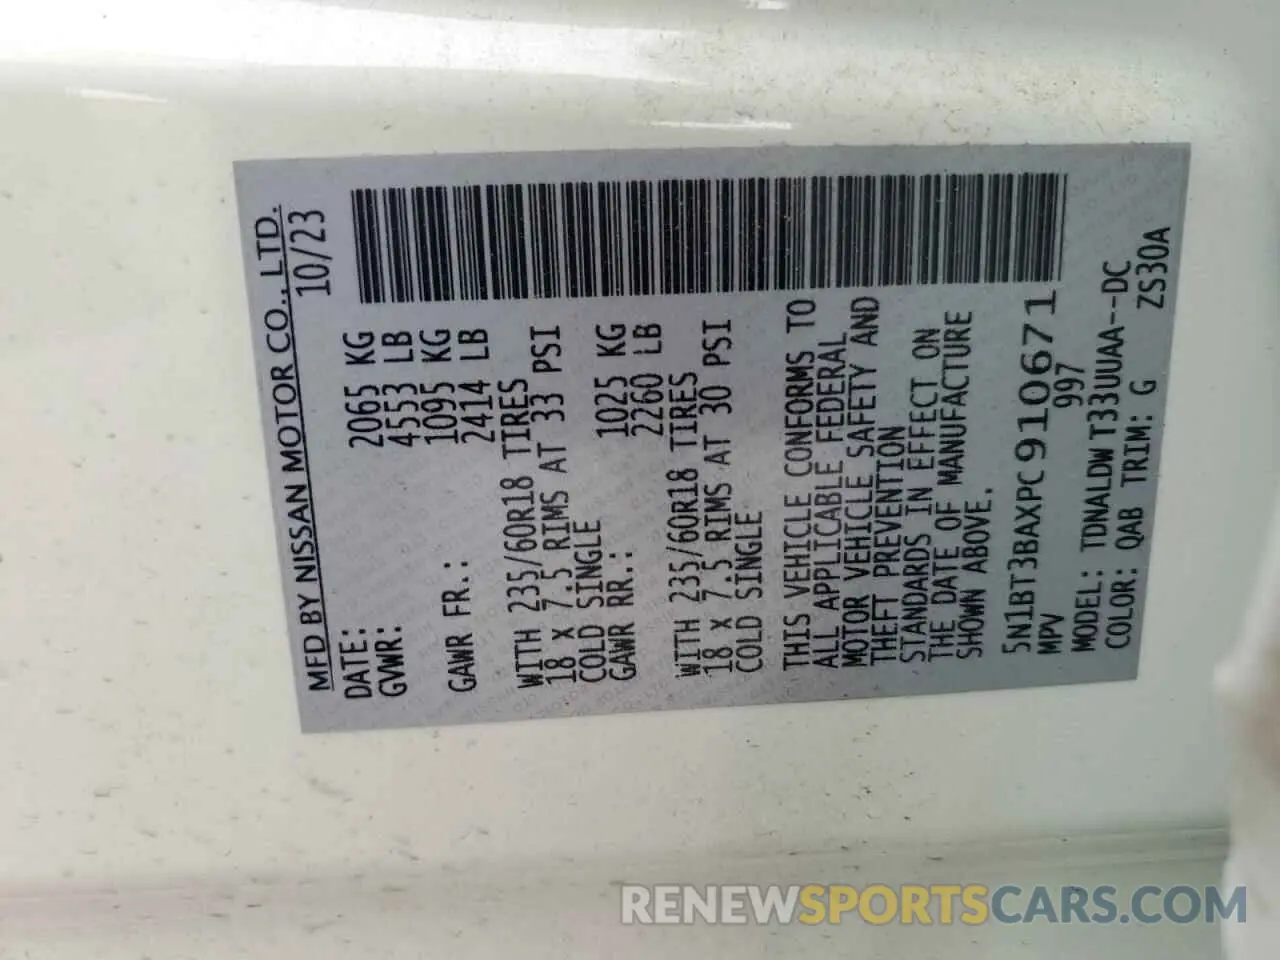 MFD BY NISSAN MOTOR CO., LTD.
DATE: 10/23
GVWR: 2065 KG
4553 LB
GAWR FR.: 1095 KG
2414 LB
WITH 235/60R18 TIRES
18 X 7.5 RIMS AT 33 PSI
COLD SINGLE
GAWR RR.: 1025 KG
2260 LB
WITH 235/60R18 TIRES
18 X 7.5 RIMS AT 30 PSI
COLD SINGLE
THIS VEHICLE CONFORMS TO
ALL APPLICABLE FEDERAL
MOTOR VEHICLE SAFETY AND
THEFT PREVENTION
STANDARDS IN EFFECT ON
THE DATE OF MANUFACTURE
SHOWN ABOVE.
5N1BT3BAXPC910671
MPV 997
MODEL: TDNALDWT33UUAA--DC
COLOR: QAB TRIM: G ZS30A
RENEWSPORTSCARS.COM